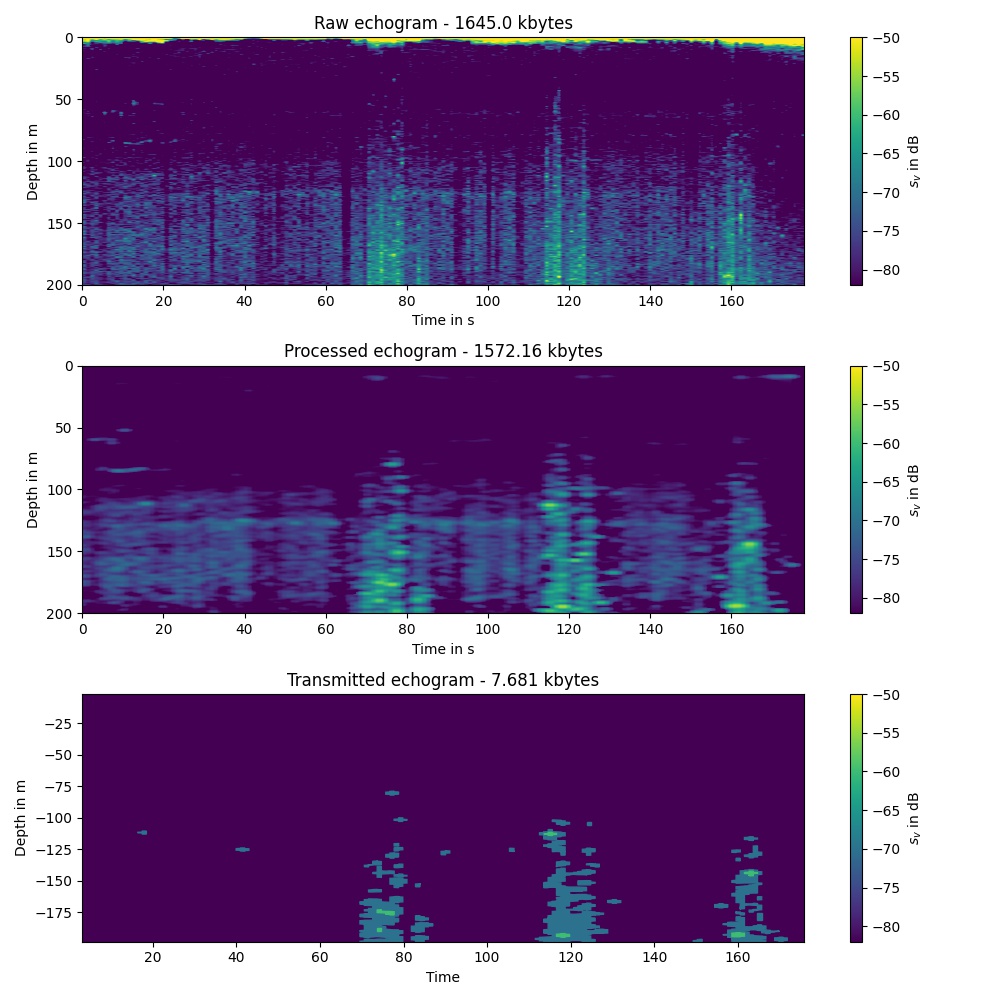 Raw echogram - 1645.0 kbytes
0
50
100
150
200
Depth in m
0 20 40 60 80 100 120 140 160
Time in s
−50
−55
−60
−65
−70
−75
−80
sv in dB
Processed echogram - 1572.16 kbytes
0
50
100
150
200
Depth in m
0 20 40 60 80 100 120 140 160
Time in s
−50
−55
−60
−65
−70
−75
−80
sv in dB
Transmitted echogram - 7.681 kbytes
−25
−50
−75
−100
−125
−150
−175
Depth in m
20 40 60 80 100 120 140 160
Time
−50
−55
−60
−65
−70
−75
−80
sv in dB